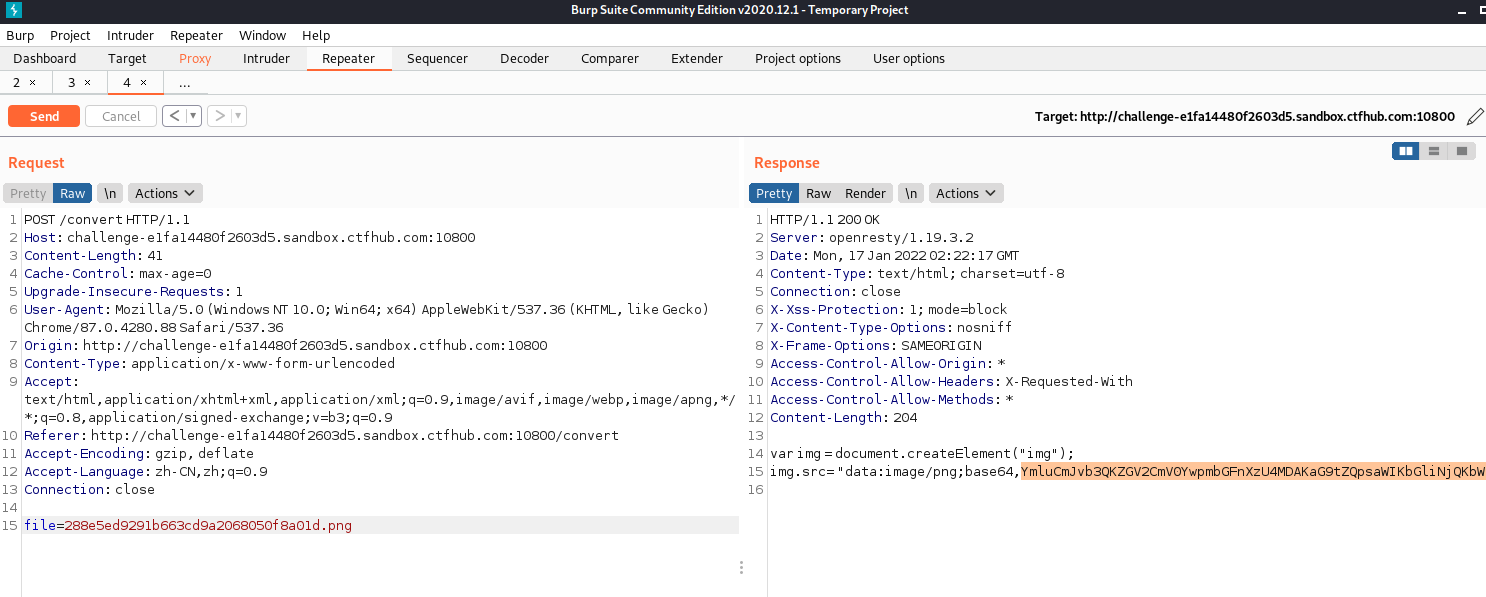 Burp Suite Community Edition v2020.12.1 - Temporary Project
Burp Project Intruder Repeater Window Help
Dashboard Target Proxy Intruder Repeater Sequencer Decoder Comparer Extender Project options User options
2 × 3 × 4 × ...
Send Cancel < ▼ > ▼ Target: http://challenge-e1fa14480f2603d5.sandbox.ctfhub.com:10800
Request
Pretty Raw \n Actions
1 POST /convert HTTP/1.1
2 Host: challenge-e1fa14480f2603d5.sandbox.ctfhub.com:10800
3 Content-Length: 41
4 Cache-Control: max-age=0
5 Upgrade-Insecure-Requests: 1
6 User-Agent: Mozilla/5.0 (Windows NT 10.0; Win64; x64) AppleWebKit/537.36 (KHTML, like Gecko)
Chrome/87.0.4280.88 Safari/537.36
7 Origin: http://challenge-e1fa14480f2603d5.sandbox.ctfhub.com:10800
8 Content-Type: application/x-www-form-urlencoded
9 Accept:
text/html,application/xhtml+xml,application/xml;q=0.9,image/avif,image/webp,image/apng,*/
*;q=0.8,application/signed-exchange;v=b3;q=0.9
10 Referer: http://challenge-e1fa14480f2603d5.sandbox.ctfhub.com:10800/convert
11 Accept-Encoding: gzip, deflate
12 Accept-Language: zh-CN,zh;q=0.9
13 Connection: close
14
15 file=288e5ed9291b663cd9a2068050f8a01d.png
Response
Pretty Raw Render \n Actions
1 HTTP/1.1 200 OK
2 Server: openresty/1.19.3.2
3 Date: Mon, 17 Jan 2022 02:22:17 GMT
4 Content-Type: text/html; charset=utf-8
5 Connection: close
6 X-Xss-Protection: 1; mode=block
7 X-Content-Type-Options: nosniff
8 X-Frame-Options: SAMEORIGIN
9 Access-Control-Allow-Origin: *
10 Access-Control-Allow-Headers: X-Requested-With
11 Access-Control-Allow-Methods: *
12 Content-Length: 204
13
14 var img = document.createElement("img");
15 img.src= "data:image/png;base64,YmluCmJvb3QKZGV2CmV0YwpmbGFnXzU4MDAKaG9tZQpsaWIKbGliNjQKbW
16